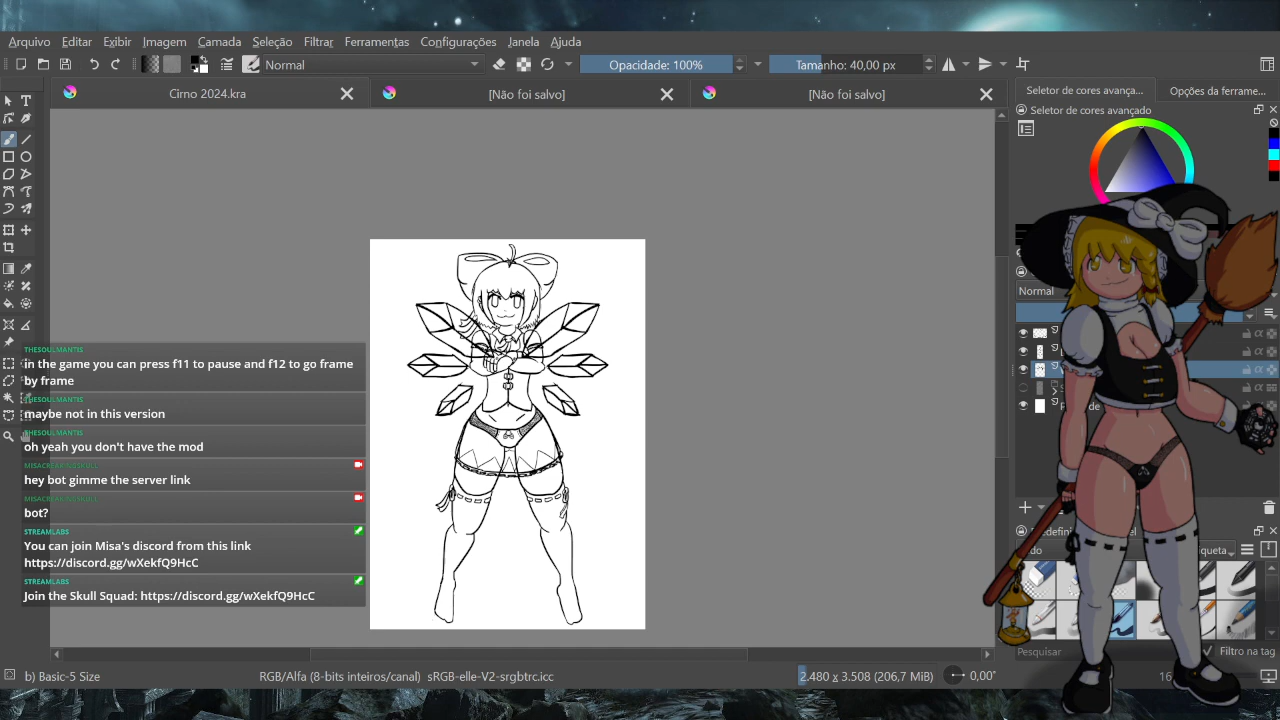 Arquivo Editar Exibir Imagem Camada Seleção Filtrar Ferramentas Configurações Janela Ajuda
Normal Opacidade: 100% Tamanho: 40,00 px
Cirno 2024.kra [Não foi salvo] [Não foi salvo]
Seletor de cores avança... Opções da ferrame...
Seletor de cores avançado
Normal
THESOULMANTIS
in the game you can press f11 to pause and f12 to go frame
by frame
THESOULMANTIS
maybe not in this version
THESOULMANTIS
oh yeah you don't have the mod
hey bot gimme the server link
bot?
STREAMLABS
You can join Misa's discord from this link
https://discord.gg/wXekfQ9HcC
STREAMLABS
Join the Skull Squad: https://discord.gg/wXekfQ9HcC
Pesquisar Filtro na tag
b) Basic-5 Size RGB/Alfa (8-bits inteiros/canal) sRGB-elle-V2-srgbtrc.icc 2.480 x 3.508 (206,7 MiB) 0,00° 16